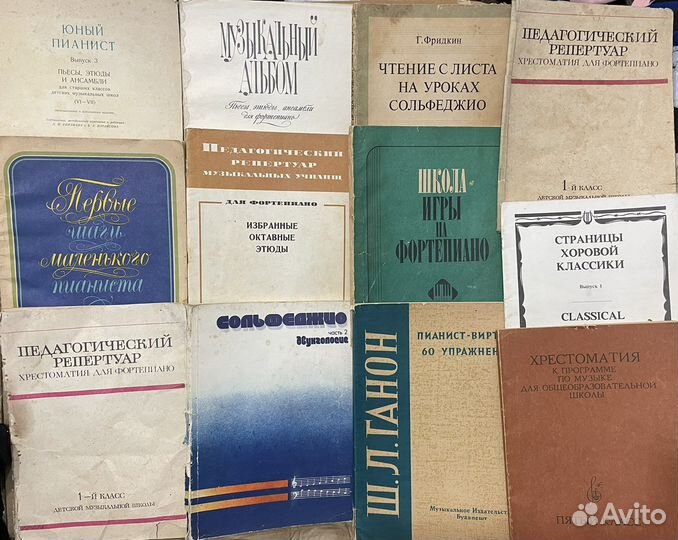 ЮНЫЙ
ПИАНИСТ
Выпуск 3
ПЬЕСЫ, ЭТЮДЫ
И АНСАМБЛИ
для старших классов
детских музыкальных школ
(VI—VII)
МУЗЫКАЛЬНЫЙ
АЛЬБОМ
Пьесы, этюды, ансамбли
для фортепиано
Г. Фридкин
ЧТЕНИЕ С ЛИСТА
НА УРОКАХ
СОЛЬФЕДЖИО
ПЕДАГОГИЧЕСКИЙ
РЕПЕРТУАР
ХРЕСТОМАТИЯ ДЛЯ ФОРТЕПИАНО
1-Й КЛАСС
ДЕТСКОЙ МУЗЫКАЛЬНОЙ ШКОЛЫ
Первые
шаги
маленького
пианиста
ПЕДАГОГИЧЕСКИЙ
РЕПЕРТУАР
МУЗЫКАЛЬНЫХ УЧИЛИЩ
ДЛЯ ФОРТЕПИАНО
ИЗБРАННЫЕ
ОКТАВНЫЕ
ЭТЮДЫ
ШКОЛА
ИГРЫ
НА
ФОРТЕПИАНО
СТРАНИЦЫ
ХОРОВОЙ
КЛАССИКИ
Выпуск 1
CLASSICAL
ПЕДАГОГИЧЕСКИЙ
РЕПЕРТУАР
ХРЕСТОМАТИЯ ДЛЯ ФОРТЕПИАНО
1-Й КЛАСС
ДЕТСКОЙ МУЗЫКАЛЬНОЙ ШКОЛЫ
СОЛЬФЕДЖИО
часть 2
двухголосие
Ш.Л.ГАНОН
ПИАНИСТ-ВИРТ
60 УПРАЖНЕН
Музыкальное Издательс
Будапешт
ХРЕСТОМАТИЯ
К ПРОГРАММЕ
ПО МУЗЫКЕ
ДЛЯ ОБЩЕОБРАЗОВАТЕЛЬНОЙ
ШКОЛЫ
Avito